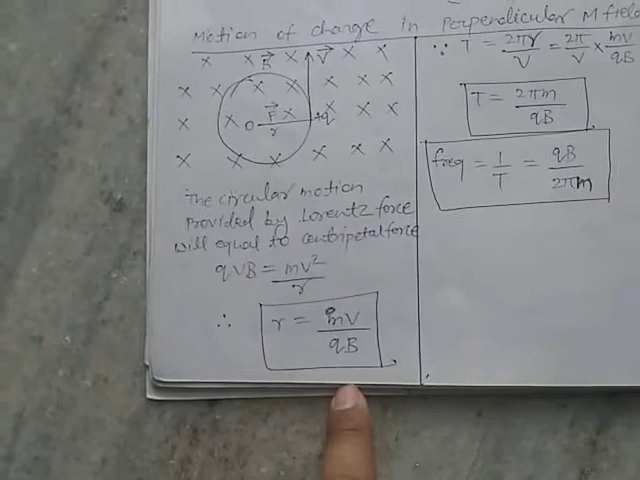 Motion of charge in Perpendicular M field
× × B⃗ × V⃗ × ×
× × × × × × ×
× × F⃗ × +q × × ×
O r
× × × × × ×
The circular motion
Provided by Lorentz force
will equal to centripetal force
qVB = mV²/r
∴ r = mV/qB
∵ T = 2πr/V = 2π/V × mV/qB
T = 2πm/qB
freq = 1/T = qB/2πm